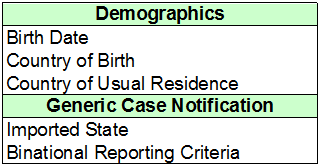 Demographics
Birth Date
Country of Birth
Country of Usual Residence
Generic Case Notification
Imported State
Binational Reporting Criteria